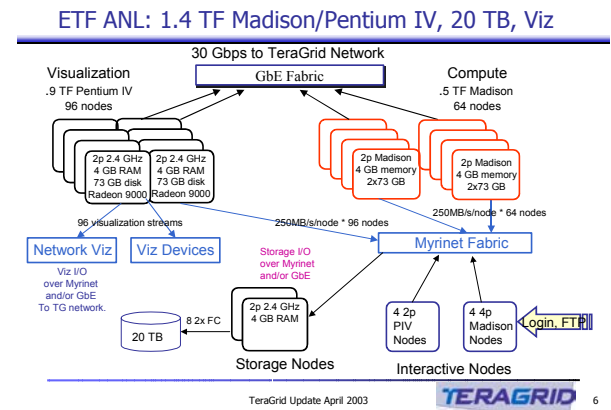 ETF ANL: 1.4 TF Madison/Pentium IV, 20 TB, Viz
30 Gbps to TeraGrid Network
GbE Fabric
Visualization
.9 TF Pentium IV
96 nodes
Compute
.5 TF Madison
64 nodes
2p 2.4 GHz
4 GB RAM
73 GB disk
Radeon 9000
2p 2.4 GHz
4 GB RAM
73 GB disk
Radeon 9000
2p Madison
4 GB memory
2x73 GB
2p Madison
4 GB memory
2x73 GB
96 visualization streams
250MB/s/node * 96 nodes
250MB/s/node * 64 nodes
Network Viz
Viz Devices
Myrinet Fabric
Viz I/O
over Myrinet
and/or GbE
To TG network.
Storage I/O
over Myrinet
and/or GbE
2p 2.4 GHz
4 GB RAM
8 2x FC
20 TB
Storage Nodes
4 2p
PIV
Nodes
4 4p
Madison
Nodes
Login, FTP
Interactive Nodes
TeraGrid Update April 2003
TERAGRID
6